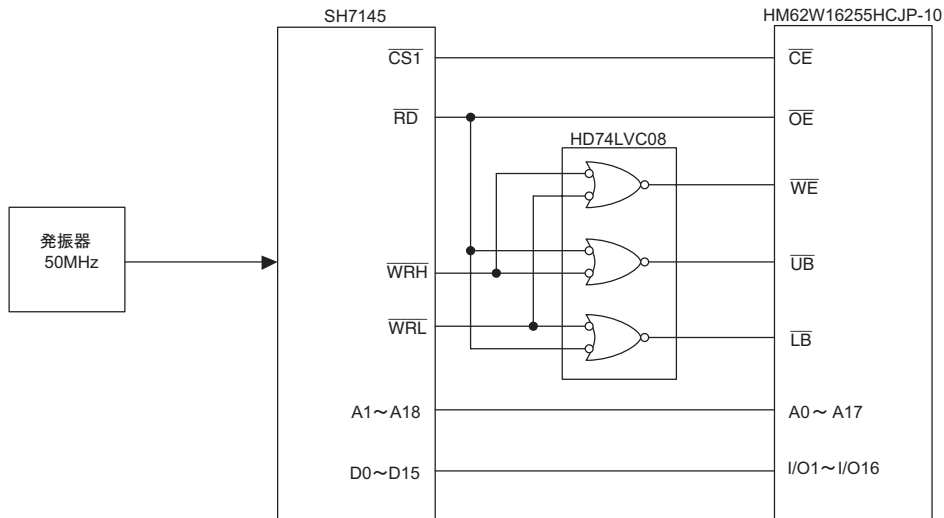 SH7145
HM62W16255HCJP-10
CS1
CE
RD
OE
HD74LVC08
WE
発振器
50MHz
WRH
UB
WRL
LB
A1～A18
A0～ A17
D0～D15
I/O1～I/O16